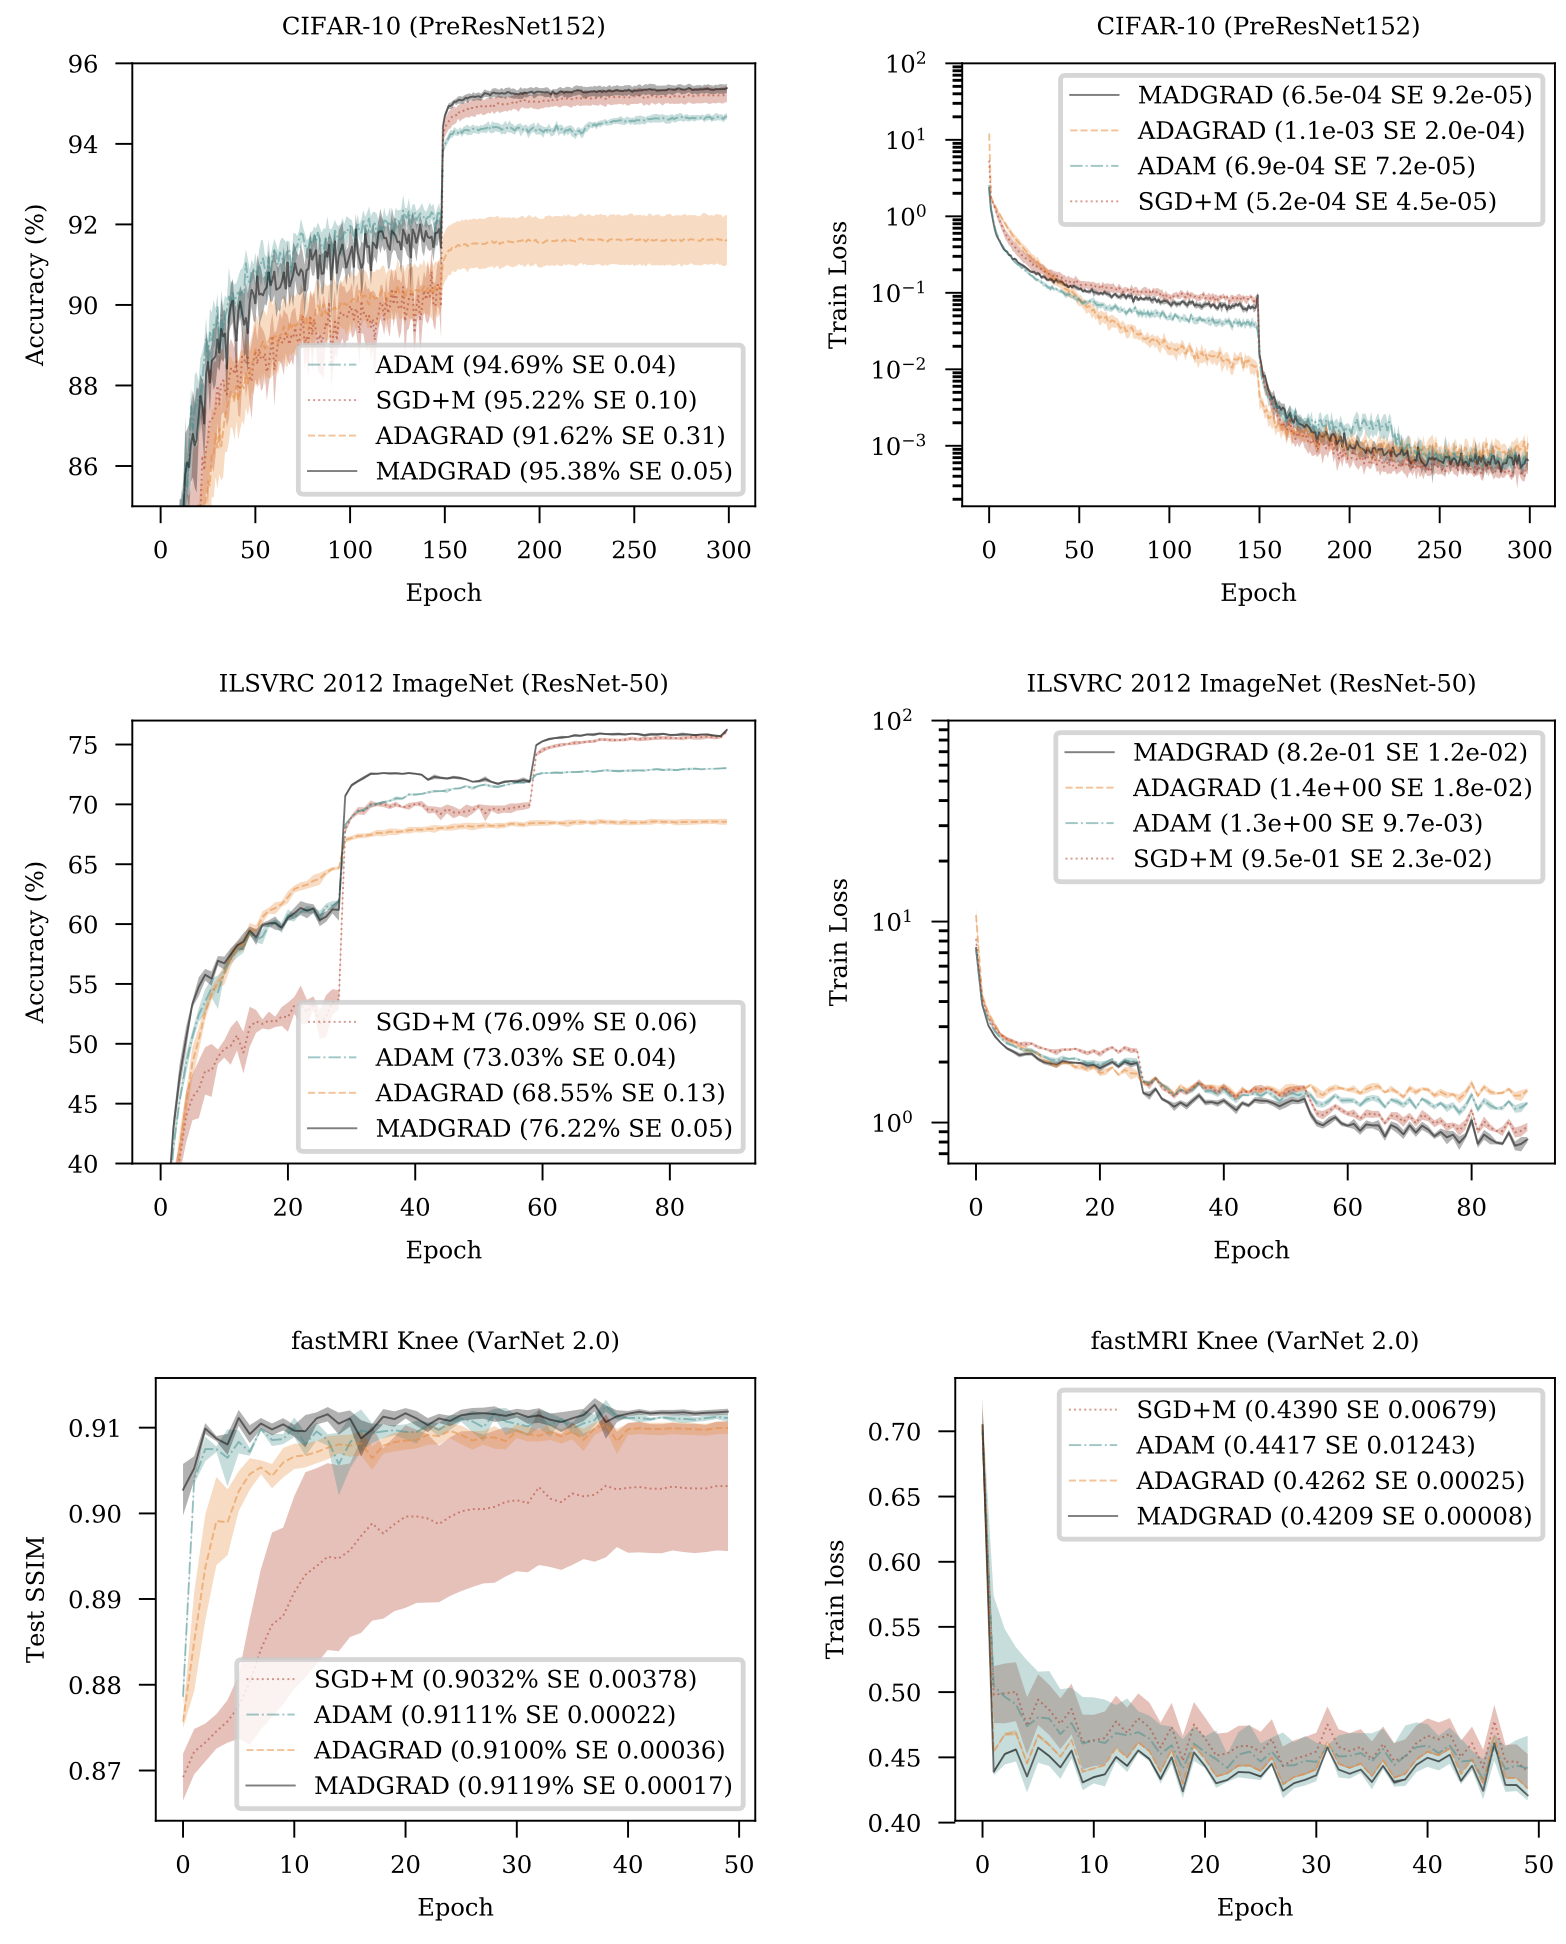 CIFAR-10 (PreResNet152)
96
94
92
90
88
86
Accuracy (%)
ADAM (94.69% SE 0.04)
SGD+M (95.22% SE 0.10)
ADAGRAD (91.62% SE 0.31)
MADGRAD (95.38% SE 0.05)
0 50 100 150 200 250 300
Epoch
CIFAR-10 (PreResNet152)
10^2
10^1
10^0
10^−1
10^−2
10^−3
Train Loss
MADGRAD (6.5e-04 SE 9.2e-05)
ADAGRAD (1.1e-03 SE 2.0e-04)
ADAM (6.9e-04 SE 7.2e-05)
SGD+M (5.2e-04 SE 4.5e-05)
0 50 100 150 200 250 300
Epoch
ILSVRC 2012 ImageNet (ResNet-50)
75
70
65
60
55
50
45
40
Accuracy (%)
SGD+M (76.09% SE 0.06)
ADAM (73.03% SE 0.04)
ADAGRAD (68.55% SE 0.13)
MADGRAD (76.22% SE 0.05)
0 20 40 60 80
Epoch
ILSVRC 2012 ImageNet (ResNet-50)
10^2
10^1
10^0
Train Loss
MADGRAD (8.2e-01 SE 1.2e-02)
ADAGRAD (1.4e+00 SE 1.8e-02)
ADAM (1.3e+00 SE 9.7e-03)
SGD+M (9.5e-01 SE 2.3e-02)
0 20 40 60 80
Epoch
fastMRI Knee (VarNet 2.0)
0.91
0.90
0.89
0.88
0.87
Test SSIM
SGD+M (0.9032% SE 0.00378)
ADAM (0.9111% SE 0.00022)
ADAGRAD (0.9100% SE 0.00036)
MADGRAD (0.9119% SE 0.00017)
0 10 20 30 40 50
Epoch
fastMRI Knee (VarNet 2.0)
0.70
0.65
0.60
0.55
0.50
0.45
0.40
Train loss
SGD+M (0.4390 SE 0.00679)
ADAM (0.4417 SE 0.01243)
ADAGRAD (0.4262 SE 0.00025)
MADGRAD (0.4209 SE 0.00008)
0 10 20 30 40 50
Epoch